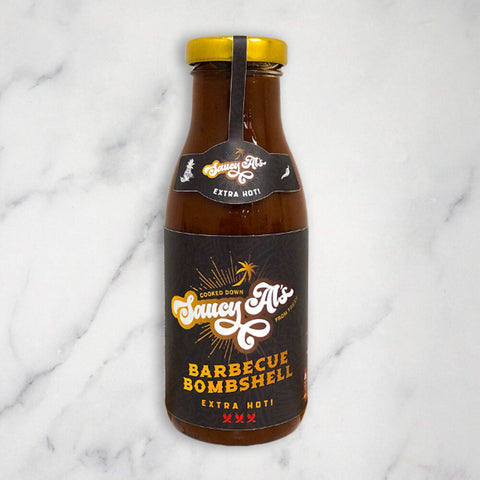 Saucy Al's
EXTRA HOT!
COOKED DOWN
Saucy Al's
BARBECUE
BOMBSHELL
EXTRA HOT!